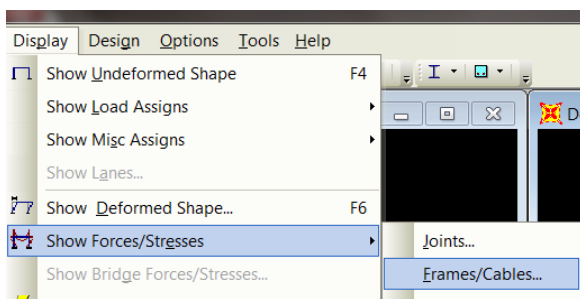 Display Design Options Tools Help
Show Undeformed Shape F4
Show Load Assigns
Show Misc Assigns
D
Show Lanes...
Show Deformed Shape... F6
Show Forces/Stresses
Joints...
Show Bridge Forces/Stresses...
Frames/Cables...